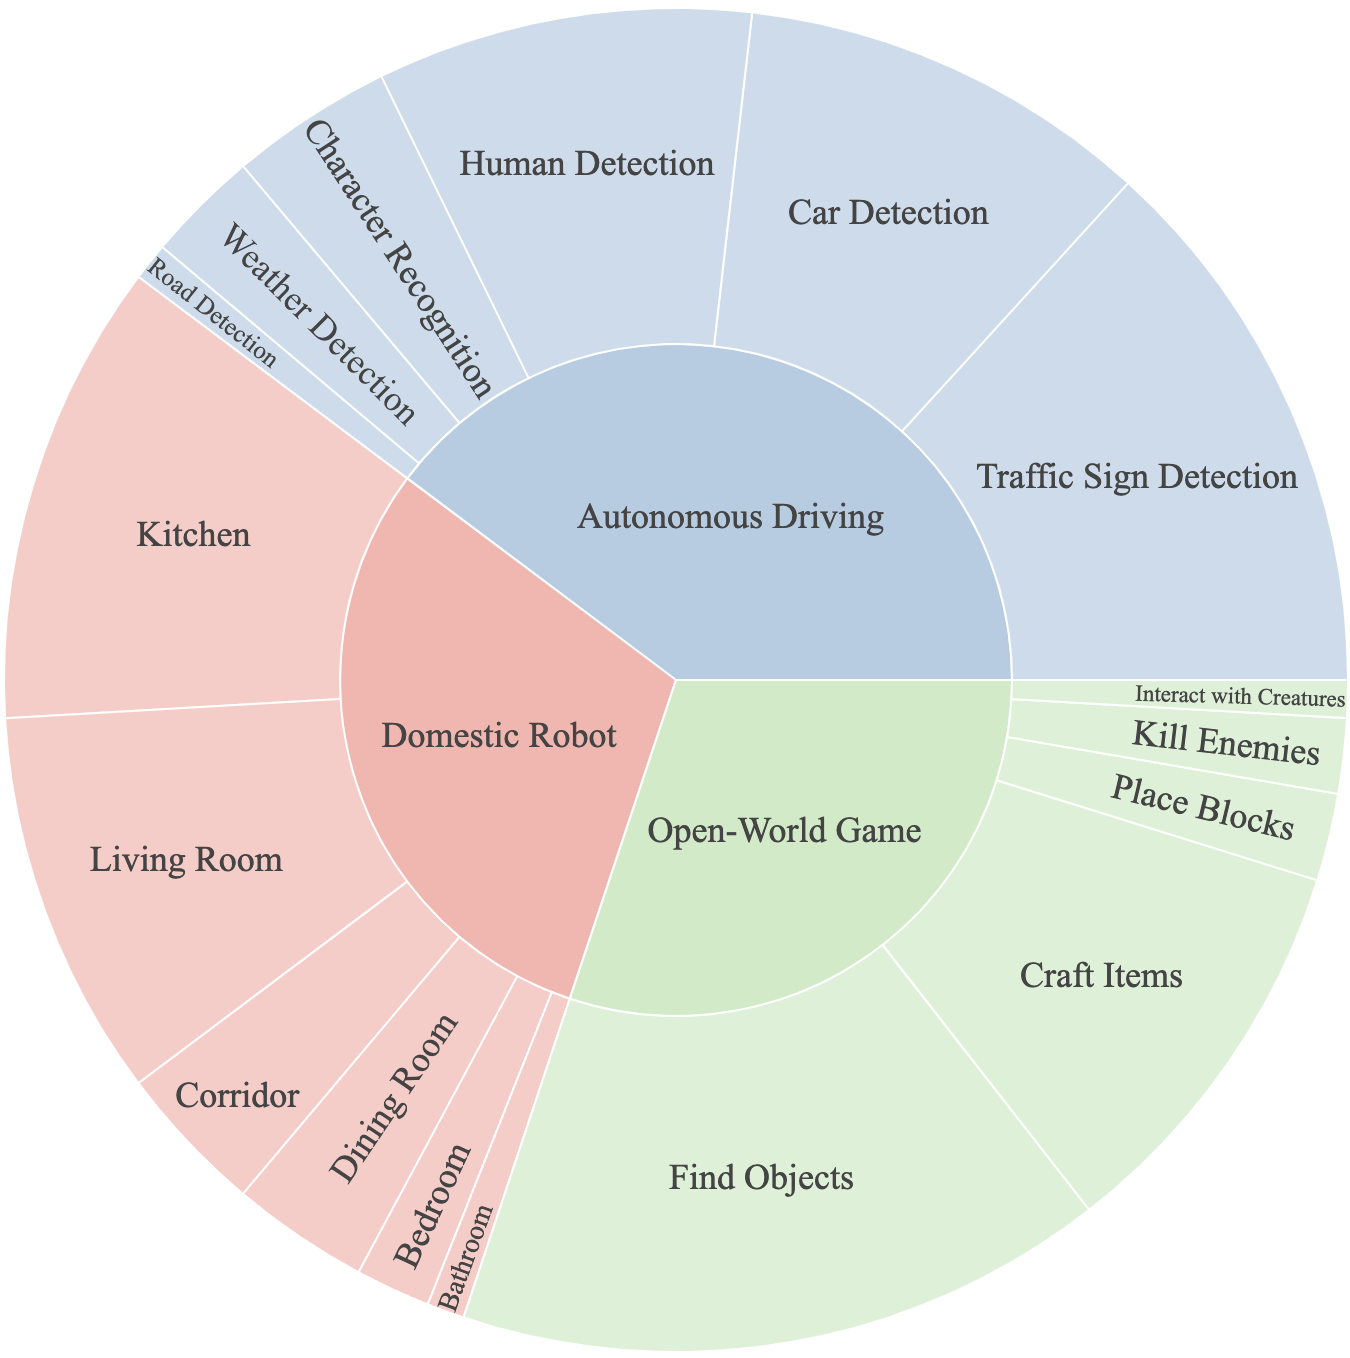 Human Detection
Character Recognition
Car Detection
Weather Detection
Road Detection
Traffic Sign Detection
Autonomous Driving
Kitchen
Interact with Creatures
Domestic Robot
Kill Enemies
Place Blocks
Open-World Game
Living Room
Craft Items
Corridor
Dining Room
Find Objects
Bedroom
Bathroom